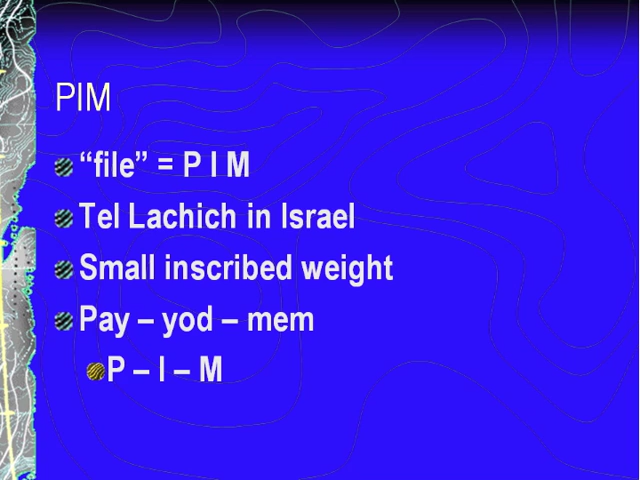 PIM
“file” = P I M
Tel Lachich in Israel
Small inscribed weight
Pay – yod – mem
P – I – M